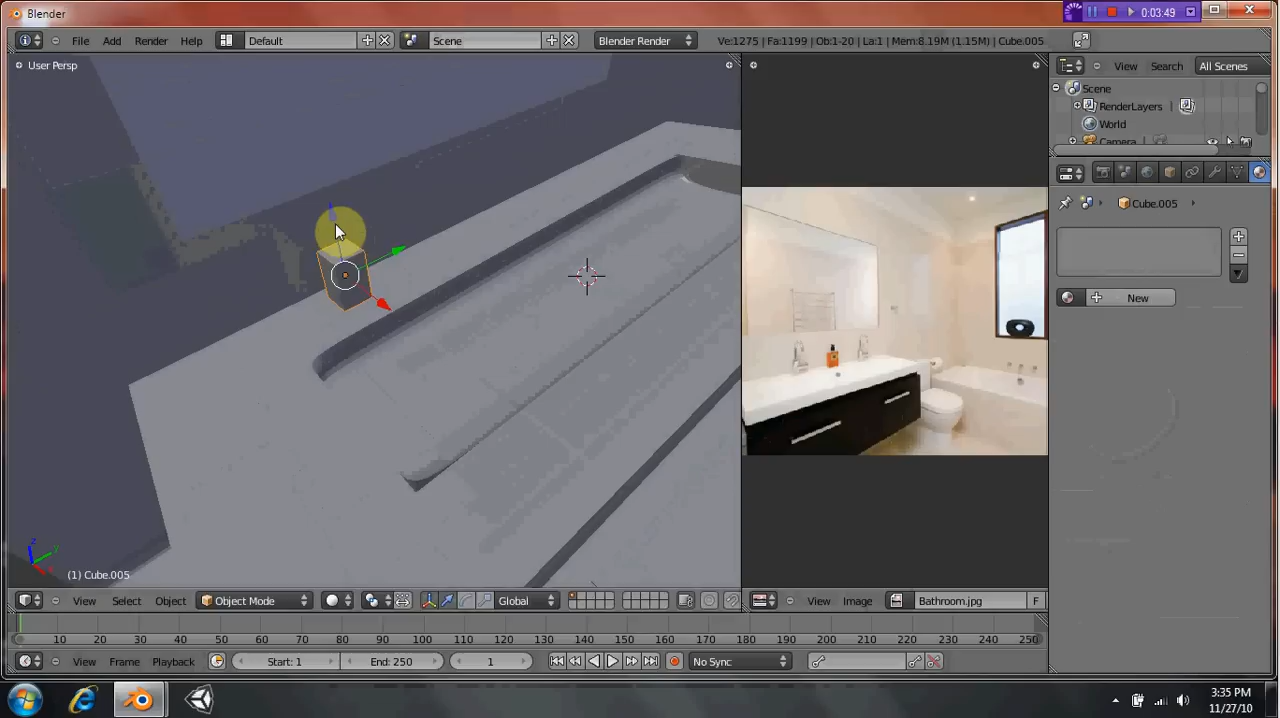 Blender
0:03:49
File Add Render Help Default Scene Blender Render Ve:1275 | Fa:1199 | Ob:1-20 | La:1 | Mem:8.19M (1.15M) | Cube.005
User Persp
View Search All Scenes
Scene
RenderLayers
World
Camera
Cube.005
New
z
y
x
(1) Cube.005
View Select Object Object Mode Global View Image Bathroom.jpg F
10 20 30 40 50 60 70 80 90 100 110 120 130 140 150 160 170 180 190 200 210 220 230 240 250
View Frame Playback Start: 1 End: 250 1 No Sync
3:35 PM
11/27/10